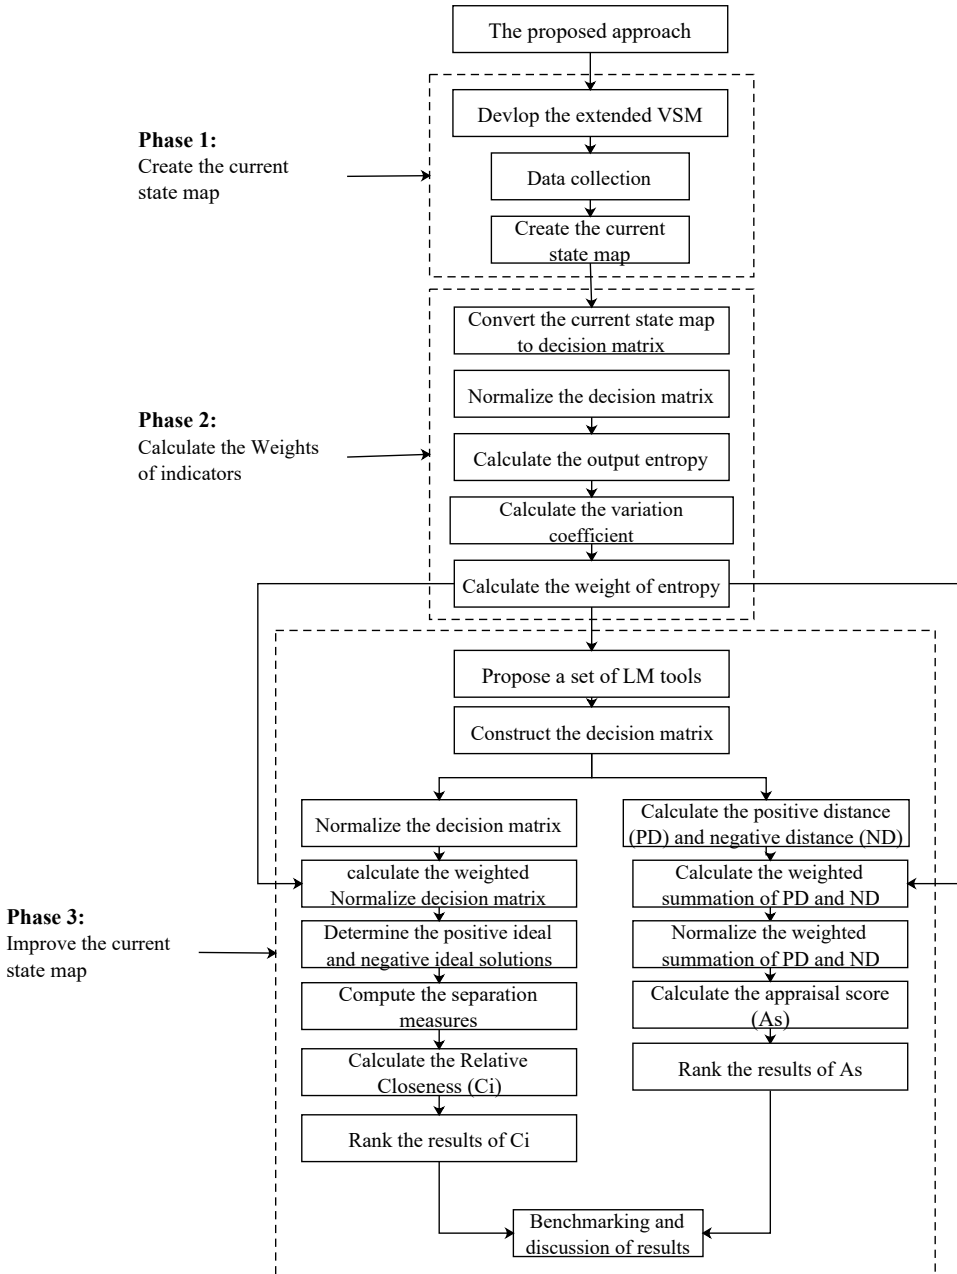 The proposed approach
Phase 1:
Create the current
state map
Devlop the extended VSM
Data collection
Create the current
state map
Phase 2:
Calculate the Weights
of indicators
Convert the current state map
to decision matrix
Normalize the decision matrix
Calculate the output entropy
Calculate the variation
coefficient
Calculate the weight of entropy
Phase 3:
Improve the current
state map
Propose a set of LM tools
Construct the decision matrix
Normalize the decision matrix
calculate the weighted
Normalize decision matrix
Determine the positive ideal
and negative ideal solutions
Compute the separation
measures
Calculate the Relative
Closeness (Ci)
Rank the results of Ci
Calculate the positive distance
(PD) and negative distance (ND)
Calculate the weighted
summation of PD and ND
Normalize the weighted
summation of PD and ND
Calculate the appraisal score
(As)
Rank the results of As
Benchmarking and
discussion of results